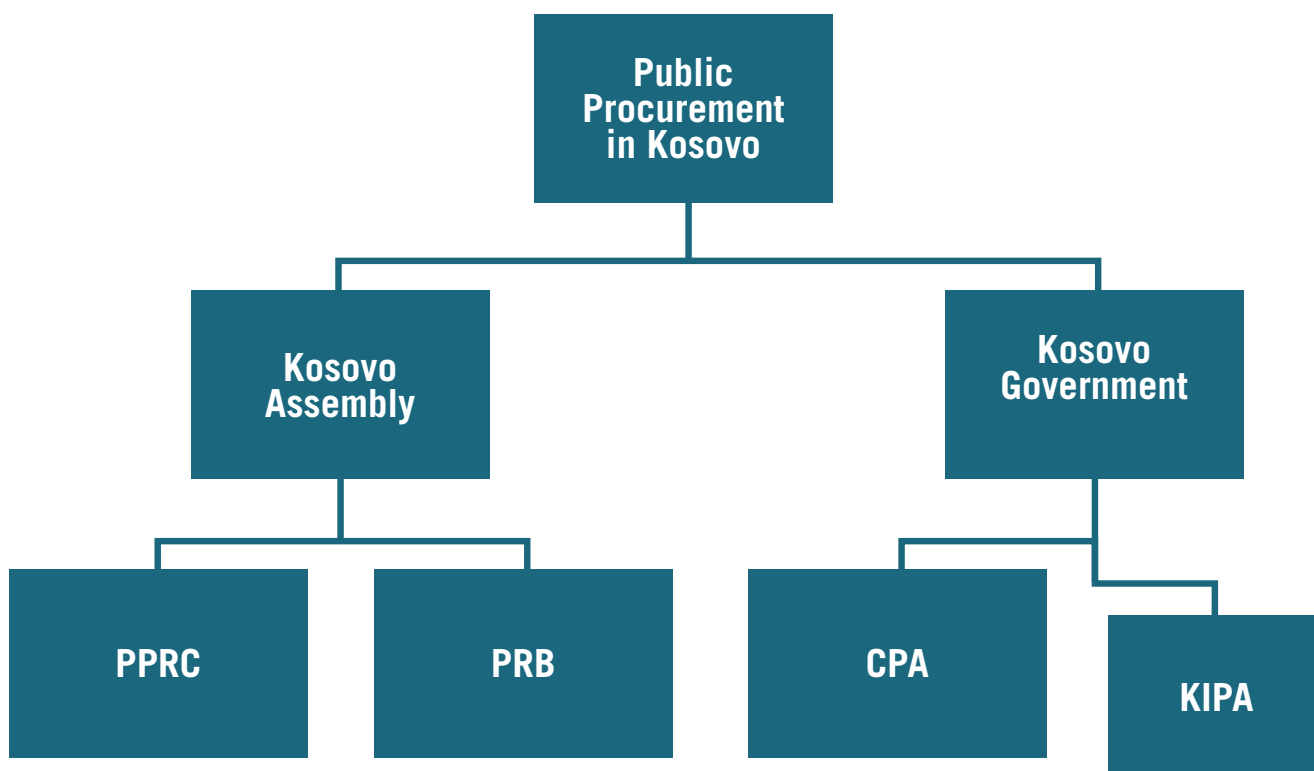 Public
Procurement
in Kosovo
Kosovo
Assembly
Kosovo
Government
PPRC
PRB
CPA
KIPA